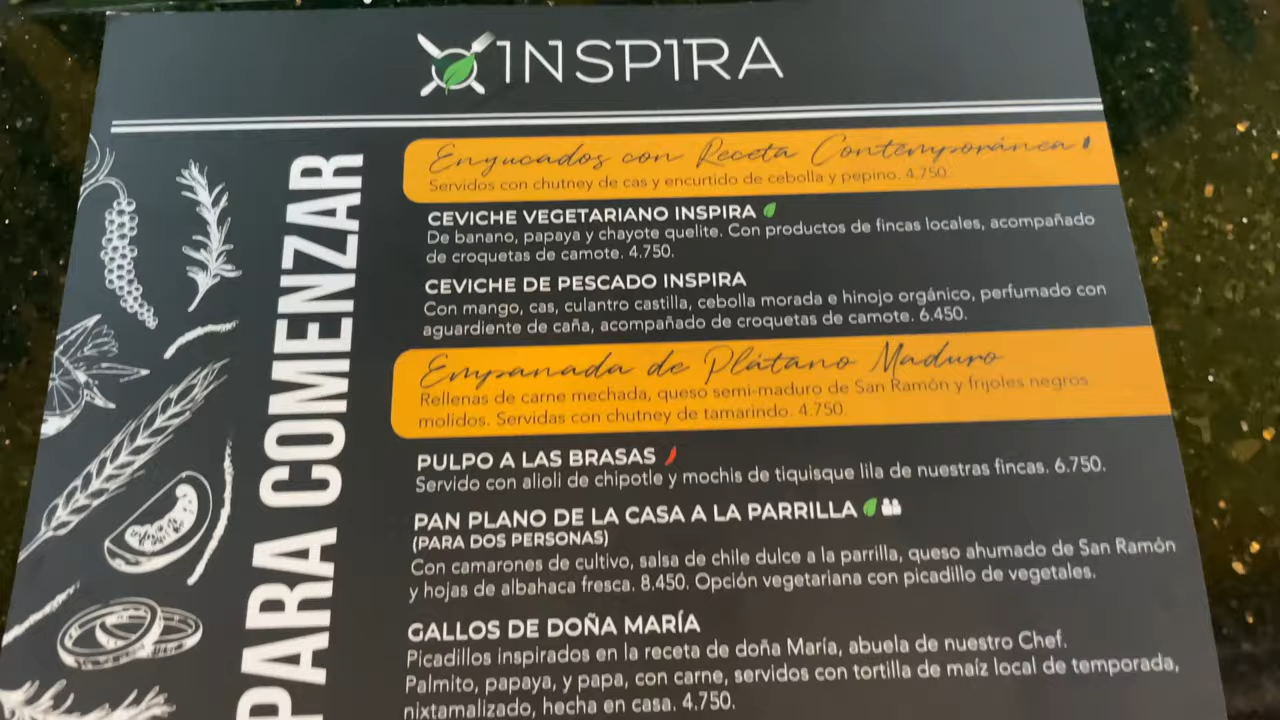 INSPIRA
PARA COMENZAR
Enyucados con Receta Contemporánea
Servidos con chutney de cas y encurtido de cebolla y pepino. 4.750.
CEVICHE VEGETARIANO INSPIRA
De banano, papaya y chayote quelite. Con productos de fincas locales, acompañado
de croquetas de camote. 4.750.
CEVICHE DE PESCADO INSPIRA
Con mango, cas, culantro castilla, cebolla morada e hinojo orgánico, perfumado con
aguardiente de caña, acompañado de croquetas de camote. 6.450.
Empanada de Plátano Maduro
Rellenas de carne mechada, queso semi-maduro de San Ramón y frijoles negros
molidos. Servidas con chutney de tamarindo. 4.750.
PULPO A LAS BRASAS
Servido con alioli de chipotle y mochis de tiquisque lila de nuestras fincas. 6.750.
PAN PLANO DE LA CASA A LA PARRILLA
(PARA DOS PERSONAS)
Con camarones de cultivo, salsa de chile dulce a la parrilla, queso ahumado de San Ramón
y hojas de albahaca fresca. 8.450. Opción vegetariana con picadillo de vegetales.
GALLOS DE DOÑA MARÍA
Picadillos inspirados en la receta de doña María, abuela de nuestro Chef.
Palmito, papaya, y papa, con carne, servidos con tortilla de maíz local de temporada,
nixtamalizado, hecha en casa. 4.750.